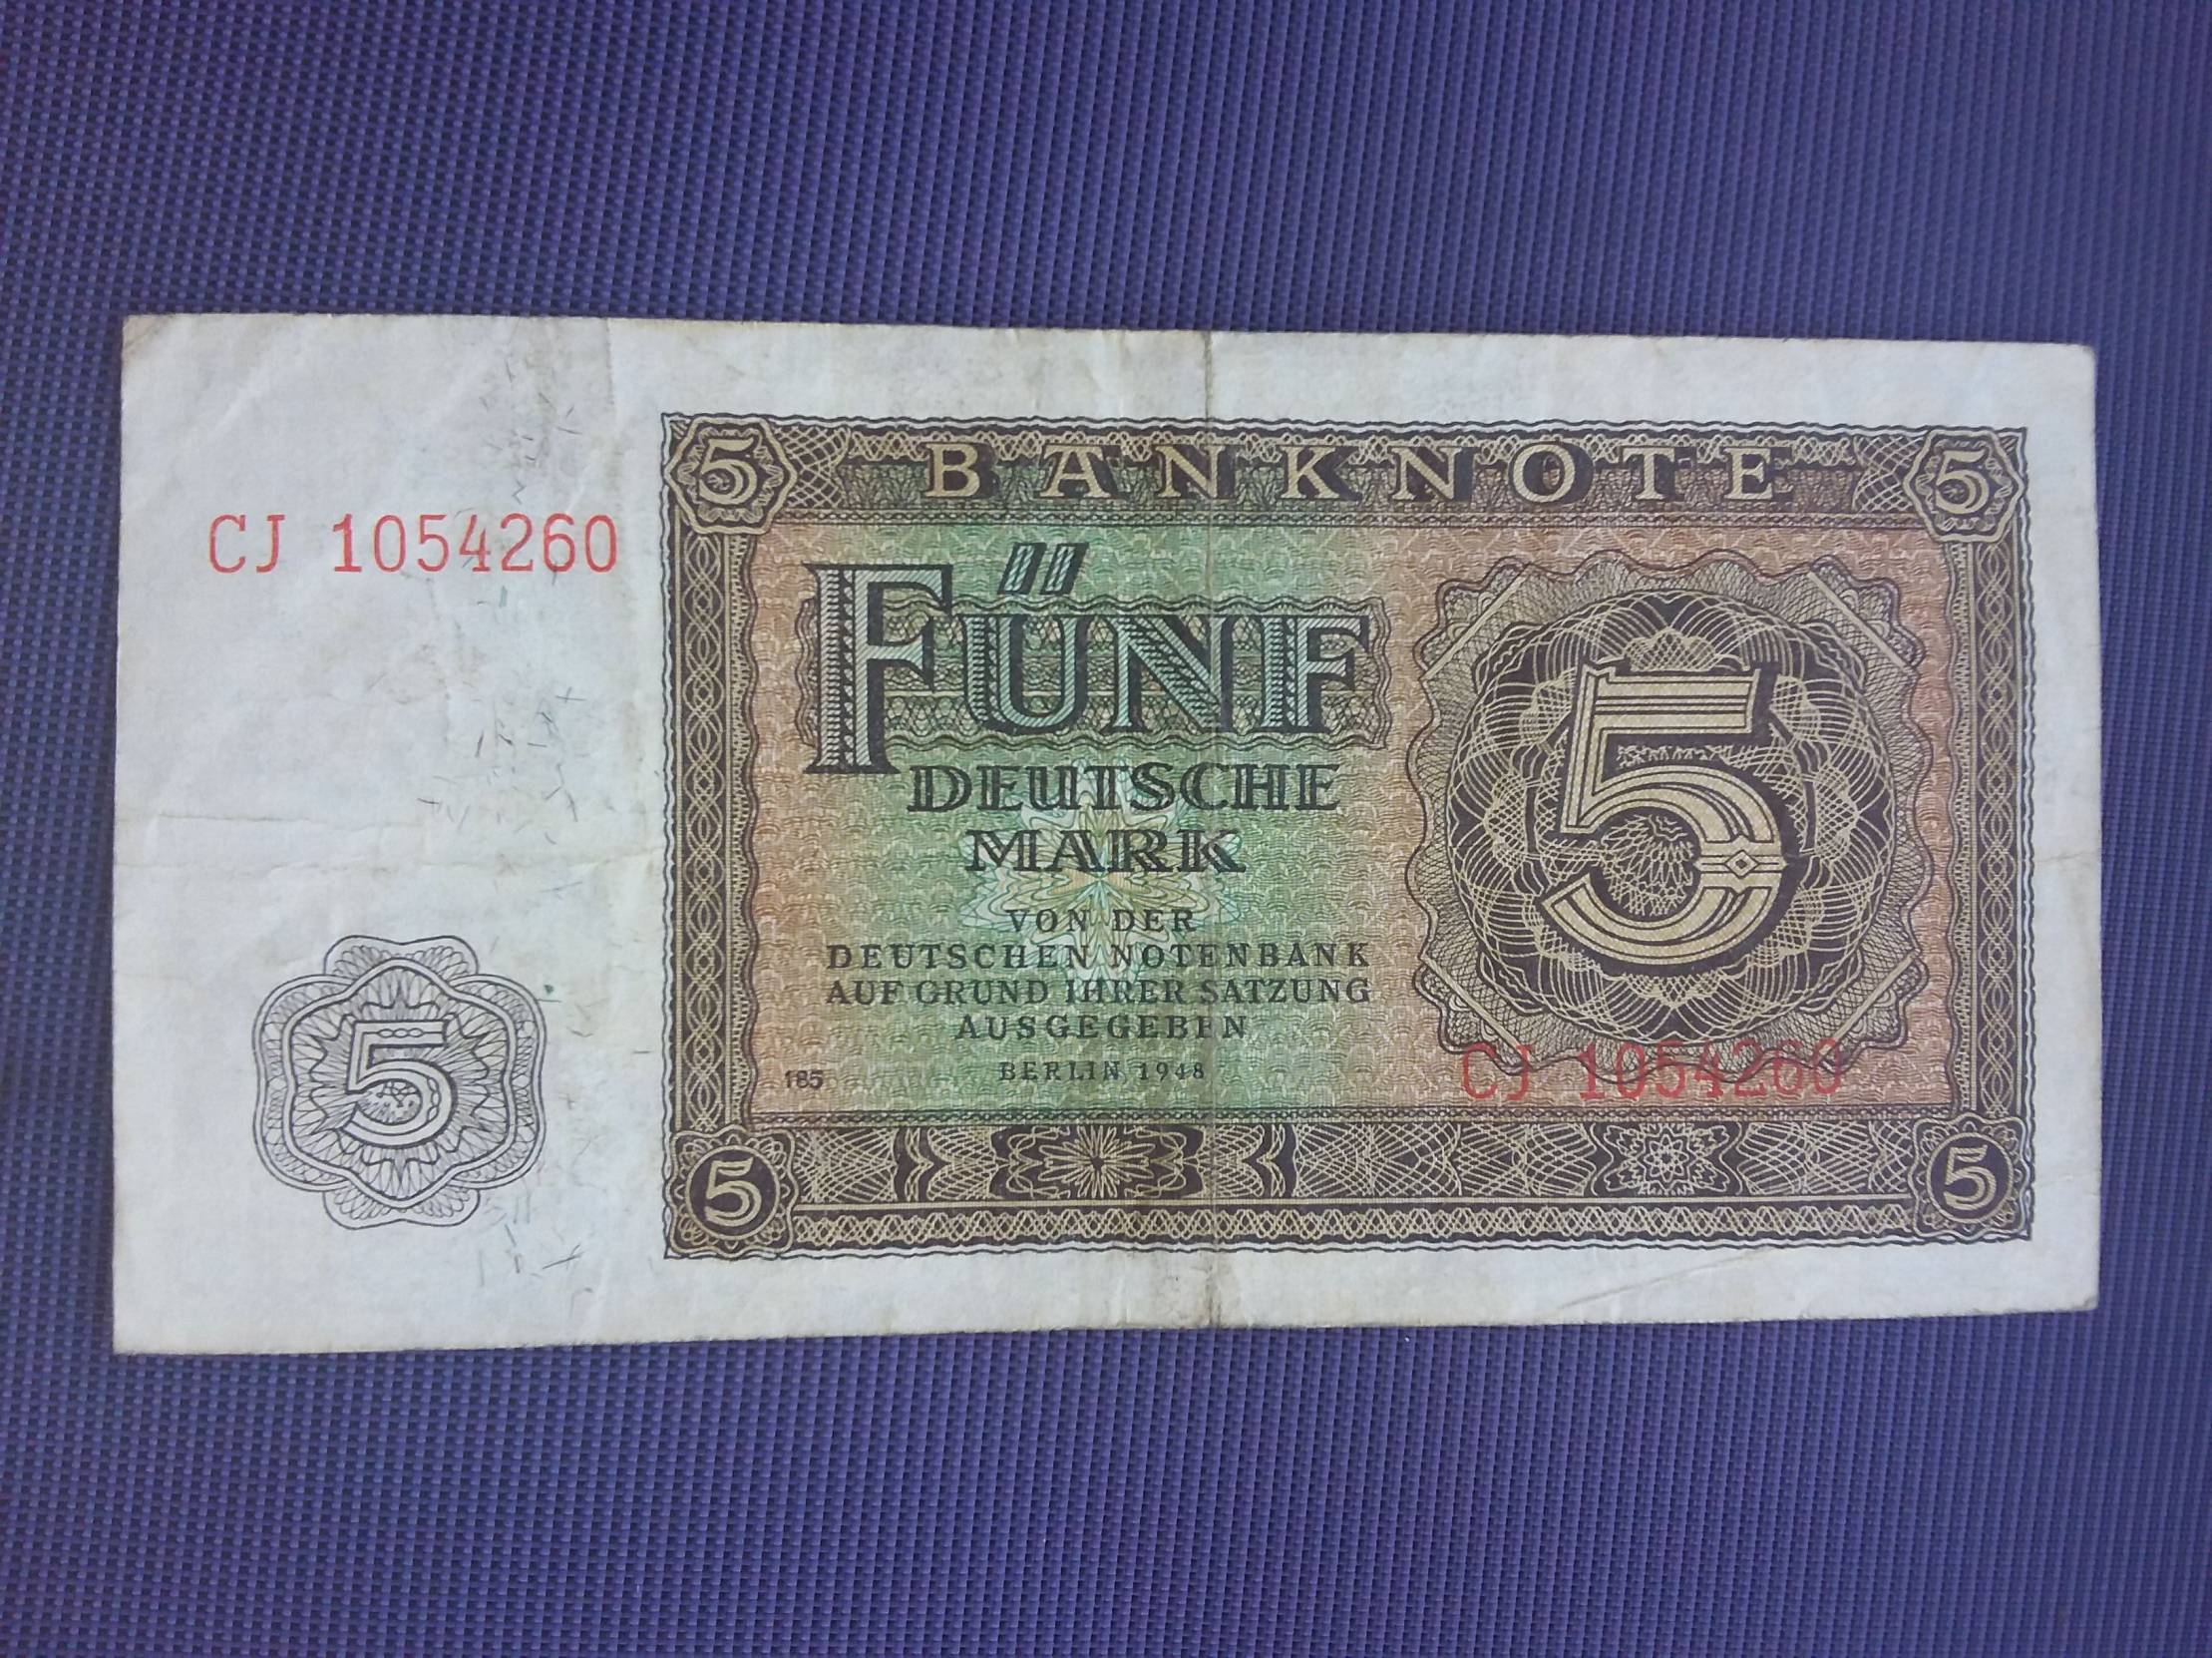 5 BANKNOTE 5
CJ 1054260
FÜNF
DEUTSCHE
MARK
5
VON DER
DEUTSCHEN NOTENBANK
AUF GRUND IHRER SATZUNG
AUSGEGEBEN
185 BERLIN 1948
CJ 1054260
5
5 5